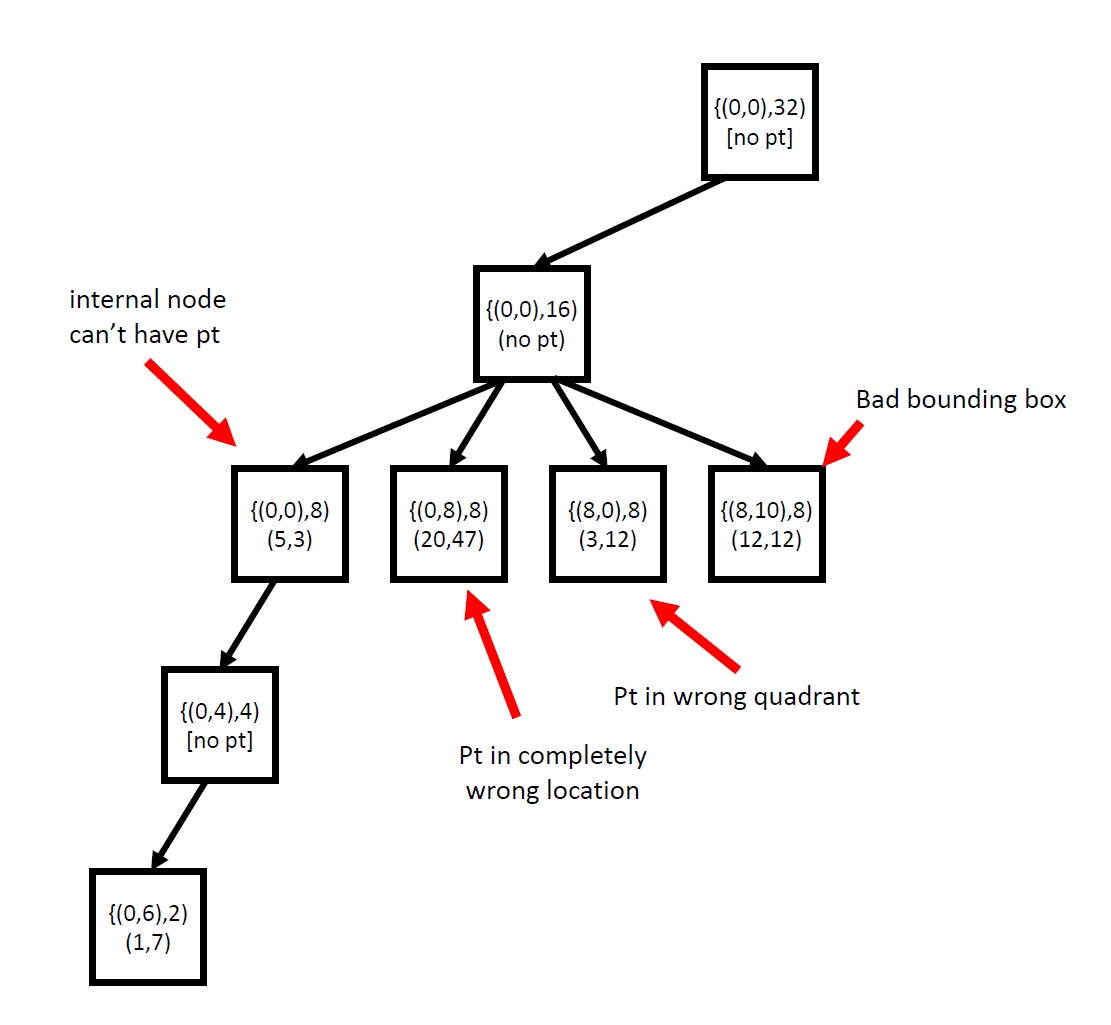 {(0,0),32)
[no pt]
{(0,0),16)
(no pt)
internal node
can’t have pt
Bad bounding box
{(0,0),8)
(5,3)
{(0,8),8)
(20,47)
{(8,0),8)
(3,12)
{(8,10),8)
(12,12)
{(0,4),4)
[no pt]
Pt in wrong quadrant
Pt in completely
wrong location
{(0,6),2)
(1,7)